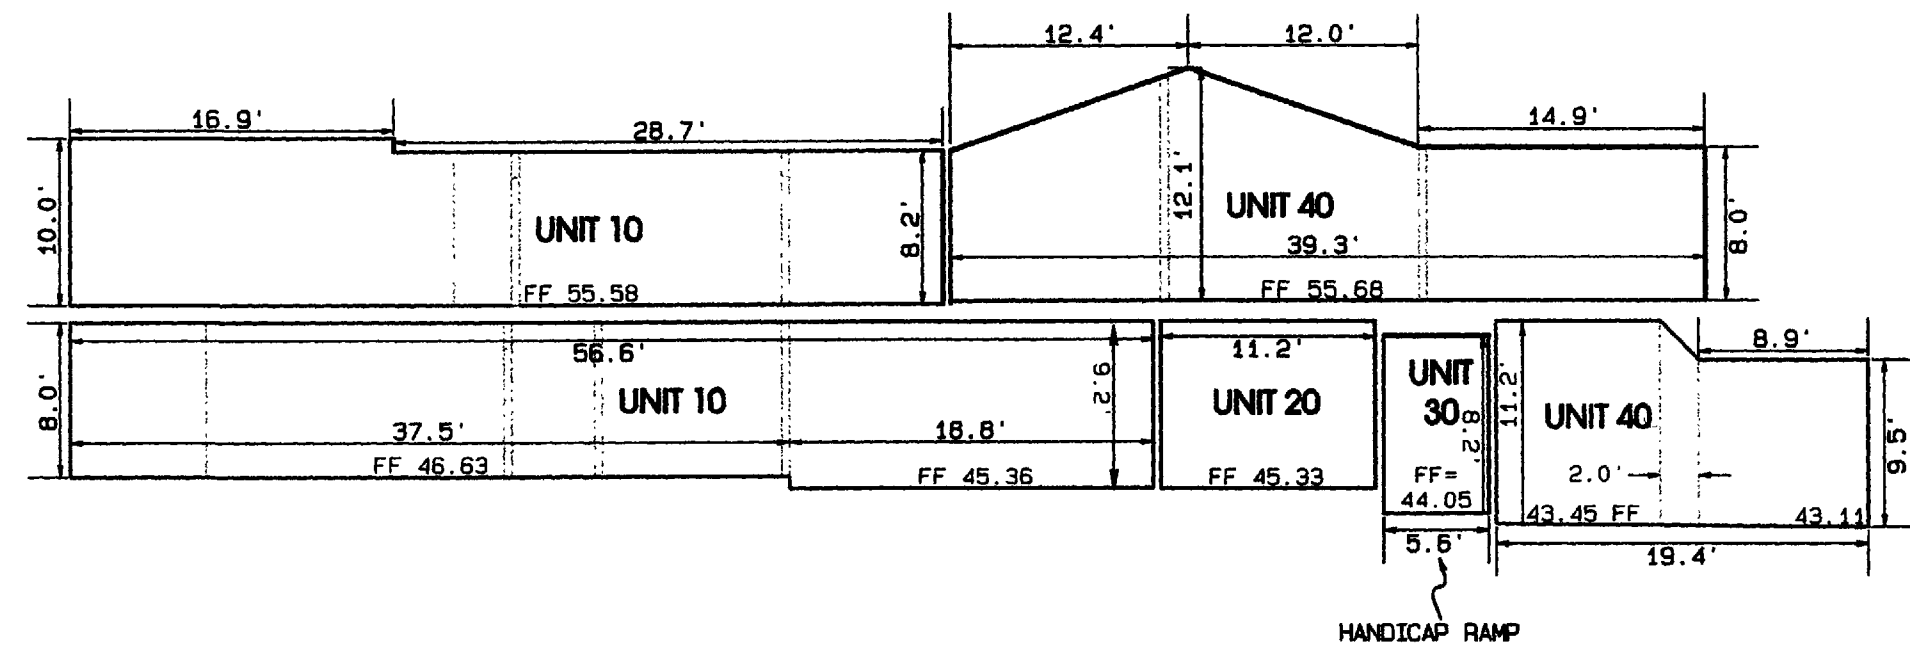 12.4' 12.0'
16.9' 28.7' 14.9'
10.0' UNIT 10 8.2' 12.1' UNIT 40 8.0'
39.3'
FF 55.58 FF 55.68
56.6' 11.2' 8.9'
8.0' UNIT 10 9.2' UNIT 20 UNIT 11.2' UNIT 40 9.5'
30 8.2'
37.5' 18.8'
FF 46.63 FF 45.36 FF 45.33 FF= 2.0'
44.05 43.45 FF 43.11
5.6' 19.4'
HANDICAP RAMP